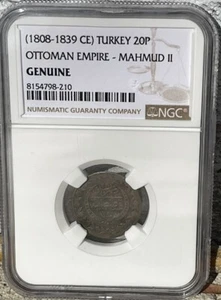 (1808-1839 CE) TURKEY 20P
OTTOMAN EMPIRE - MAHMUD II
GENUINE
8154798-210
NUMISMATIC GUARANTY COMPANY
NGC